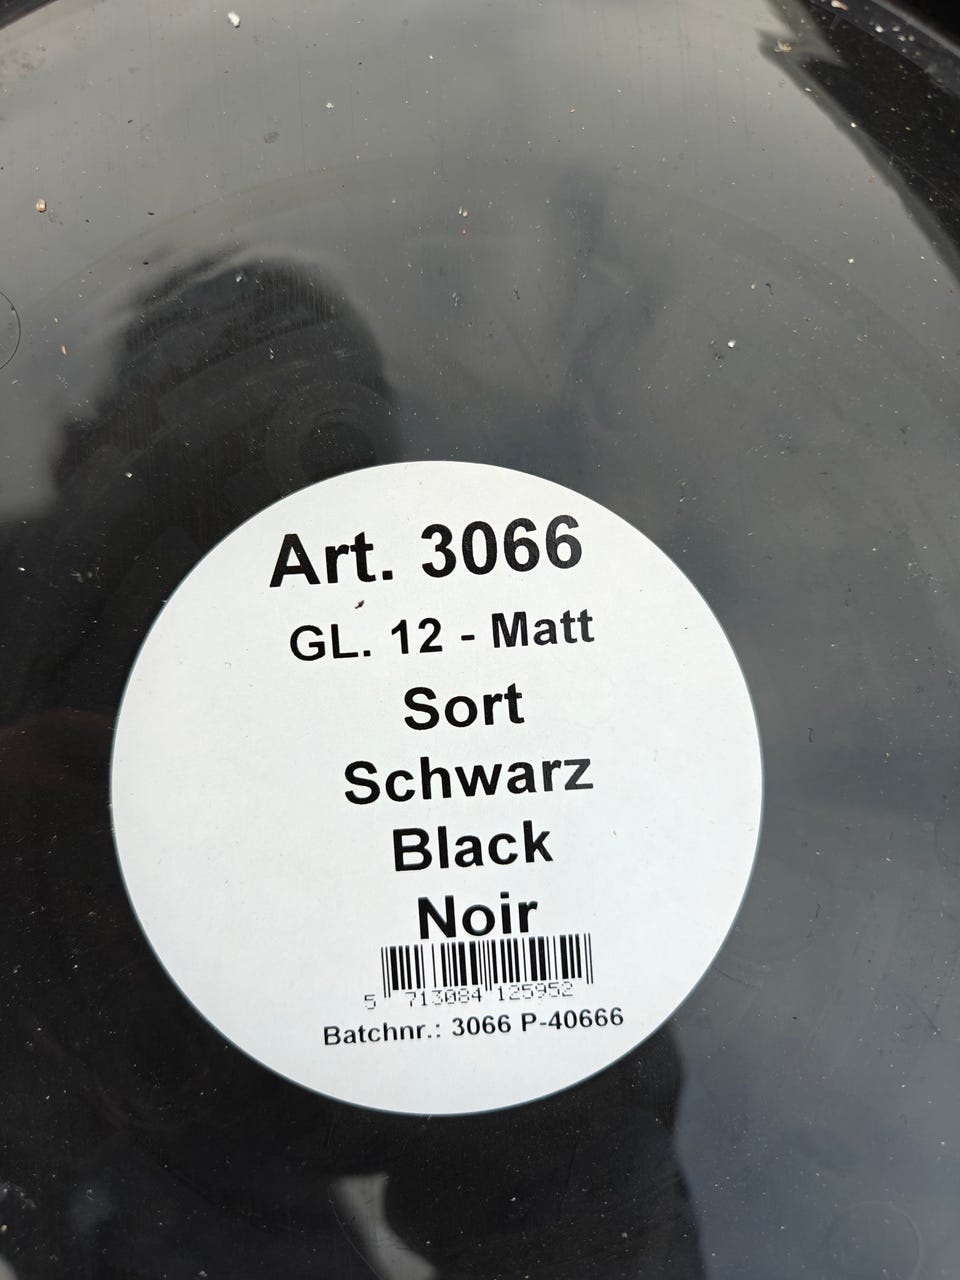 Art. 3066
GL. 12 - Matt
Sort
Schwarz
Black
Noir
5 713084 125952
Batchnr.: 3066 P-40666